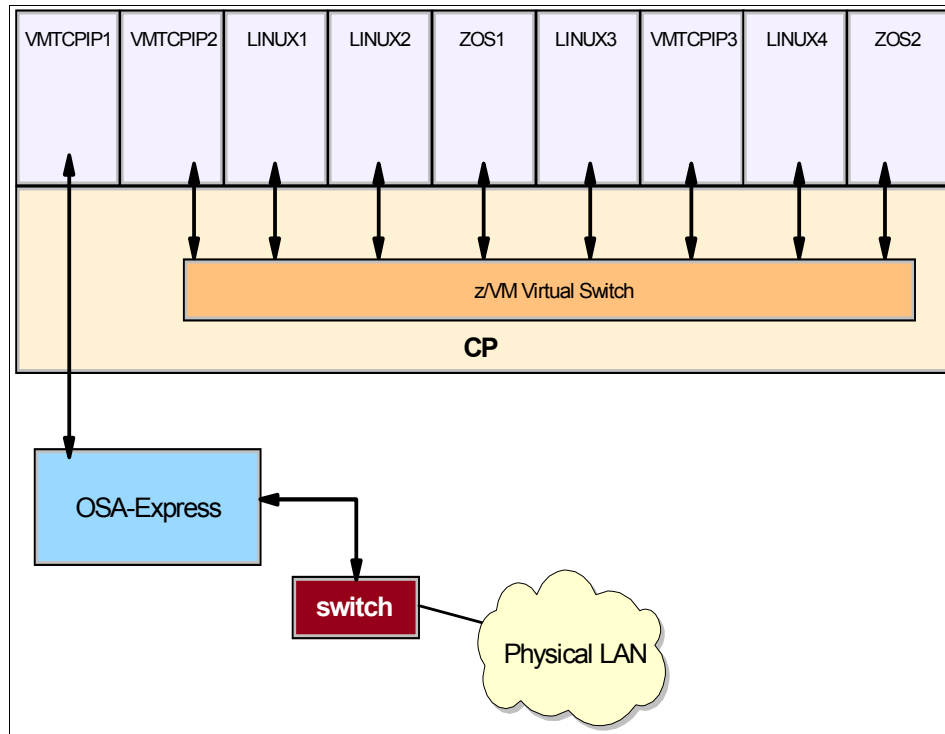 VMTCPIP1
VMTCPIP2
LINUX1
LINUX2
ZOS1
LINUX3
VMTCPIP3
LINUX4
ZOS2
z/VM Virtual Switch
CP
OSA-Express
switch
Physical LAN